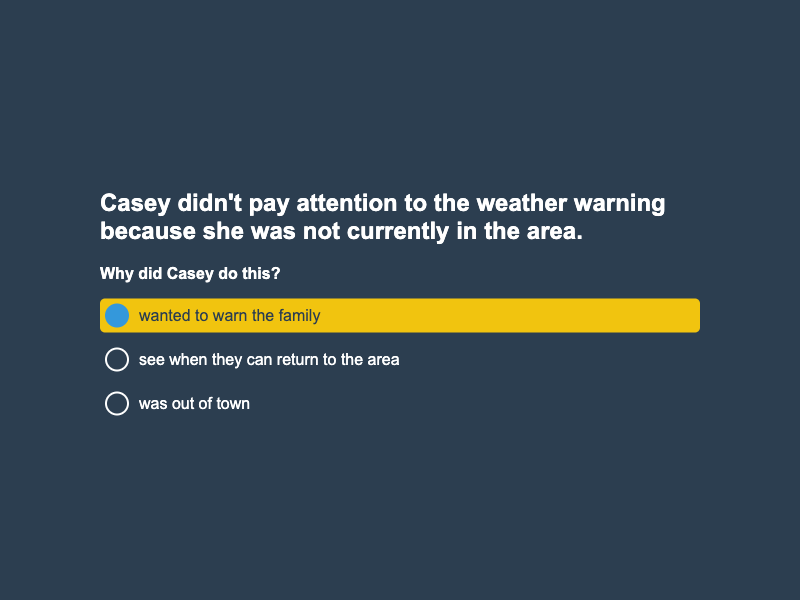 Casey didn't pay attention to the weather warning
because she was not currently in the area.
Why did Casey do this?
wanted to warn the family
see when they can return to the area
was out of town